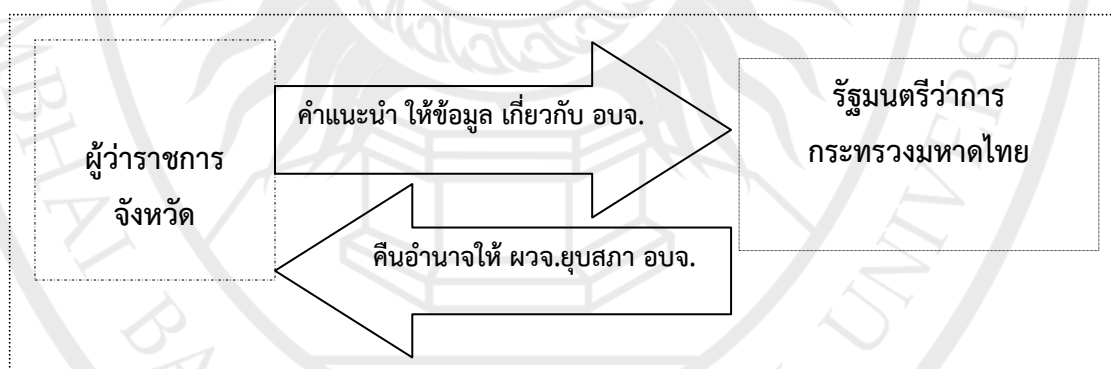 ผู้ว่าราชการ
จังหวัด
คำแนะนำ ให้ข้อมูล เกี่ยวกับ อบจ.
รัฐมนตรีว่าการ
กระทรวงมหาดไทย
คืนอำนาจให้ ผวจ.ยุบสภา อบจ.